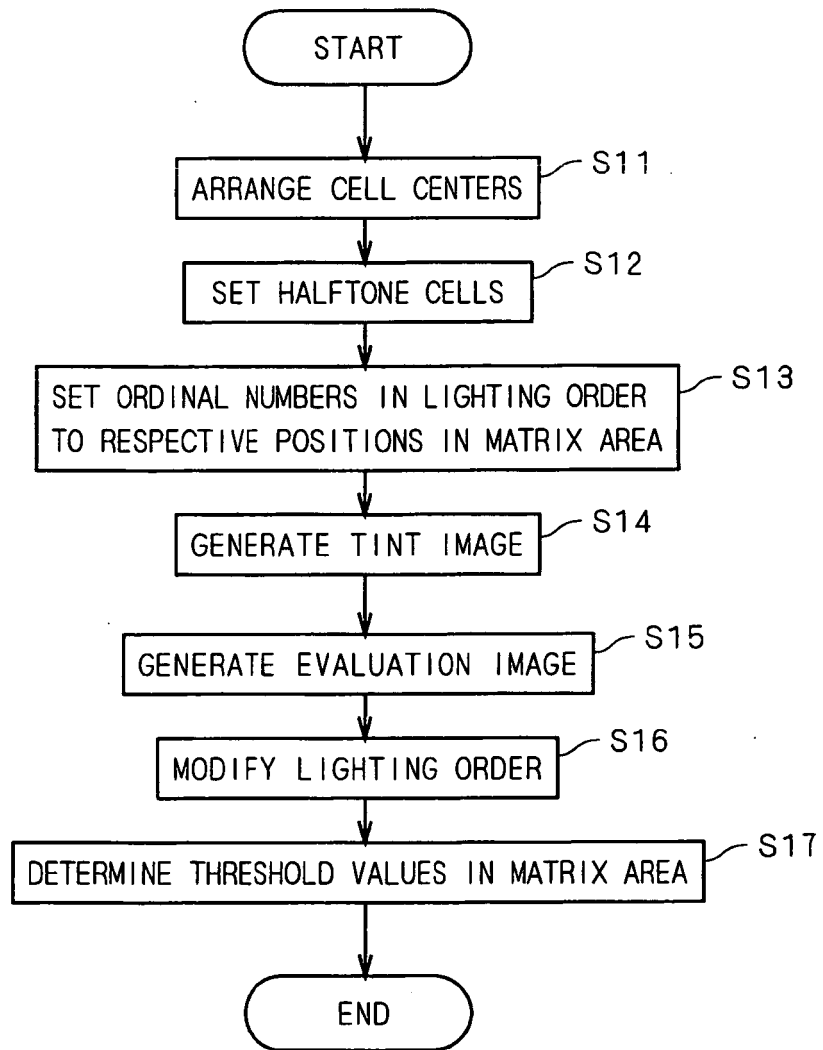 START
ARRANGE CELL CENTERS
S11
SET HALFTONE CELLS
S12
SET ORDINAL NUMBERS IN LIGHTING ORDER
TO RESPECTIVE POSITIONS IN MATRIX AREA
S13
GENERATE TINT IMAGE
S14
GENERATE EVALUATION IMAGE
S15
MODIFY LIGHTING ORDER
S16
DETERMINE THRESHOLD VALUES IN MATRIX AREA
S17
END